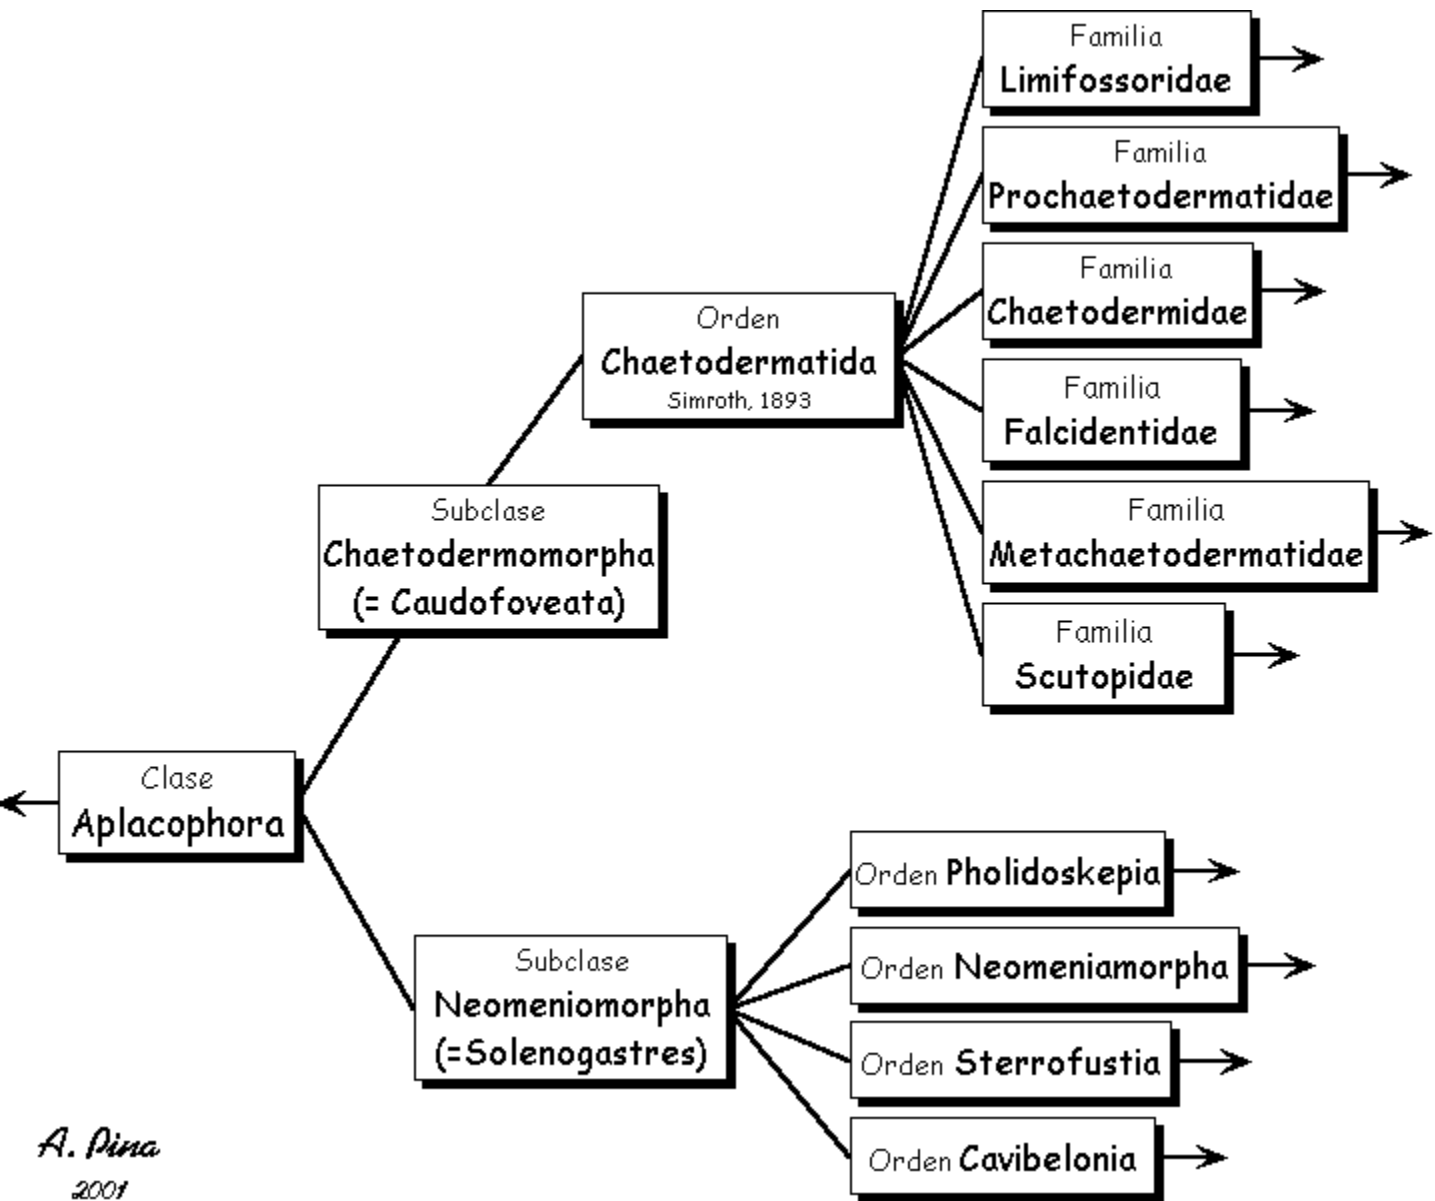 Familia
Limifossoridae
Familia
Prochaetodermatidae
Familia
Chaetodermidae
Familia
Falcidentidae
Familia
Metachaetodermatidae
Familia
Scutopidae
Orden
Chaetodermatida
Simroth, 1893
Subclase
Chaetodermomorpha
(= Caudofoveata)
Clase
Aplacophora
Subclase
Neomeniomorpha
(=Solenogastres)
Orden Pholidoskepia
Orden Neomeniamorpha
Orden Sterrofustia
Orden Cavibelonia
A. Pina
2001